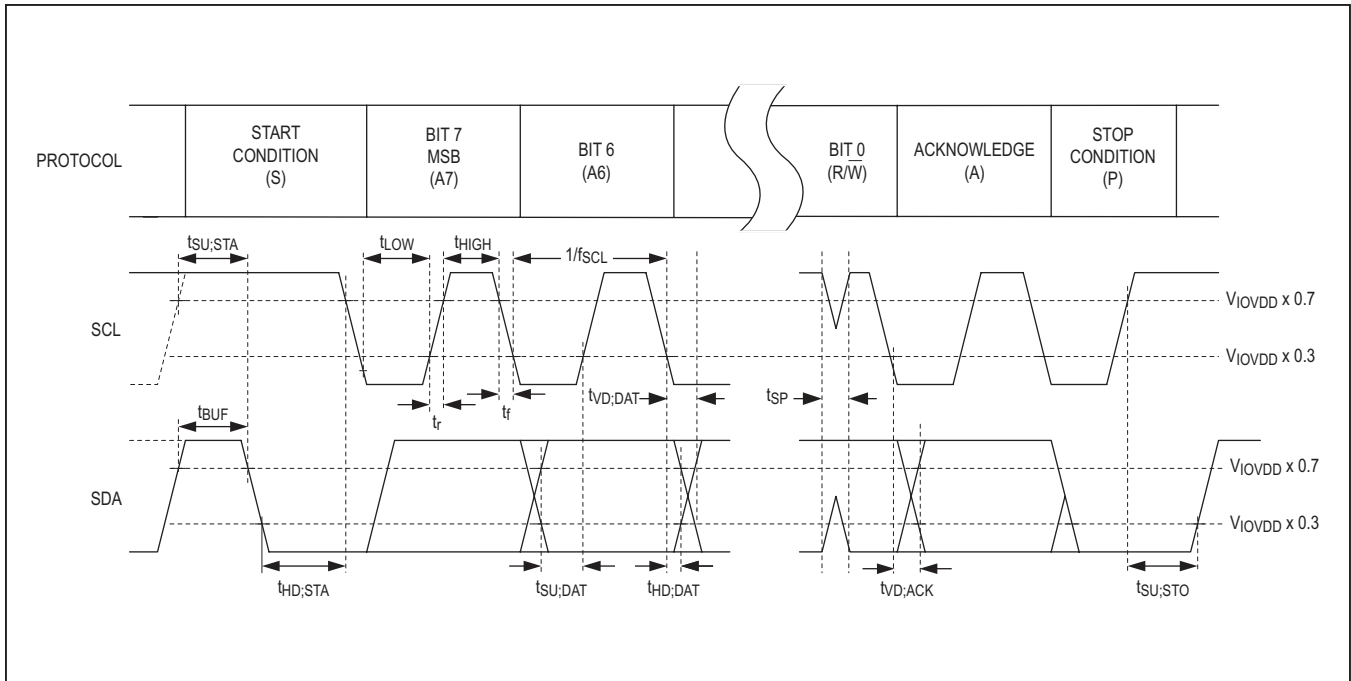 PROTOCOL
START
CONDITION
(S)
BIT 7
MSB
(A7)
BIT 6
(A6)
BIT 0
(R/W̅)
ACKNOWLEDGE
(A)
STOP
CONDITION
(P)
tSU;STA
tLOW
tHIGH
1/fSCL
SCL
VIOVDD x 0.7
VIOVDD x 0.3
tr
tf
tVD;DAT
tSP
tBUF
SDA
VIOVDD x 0.7
VIOVDD x 0.3
tHD;STA
tSU;DAT
tHD;DAT
tVD;ACK
tSU;STO